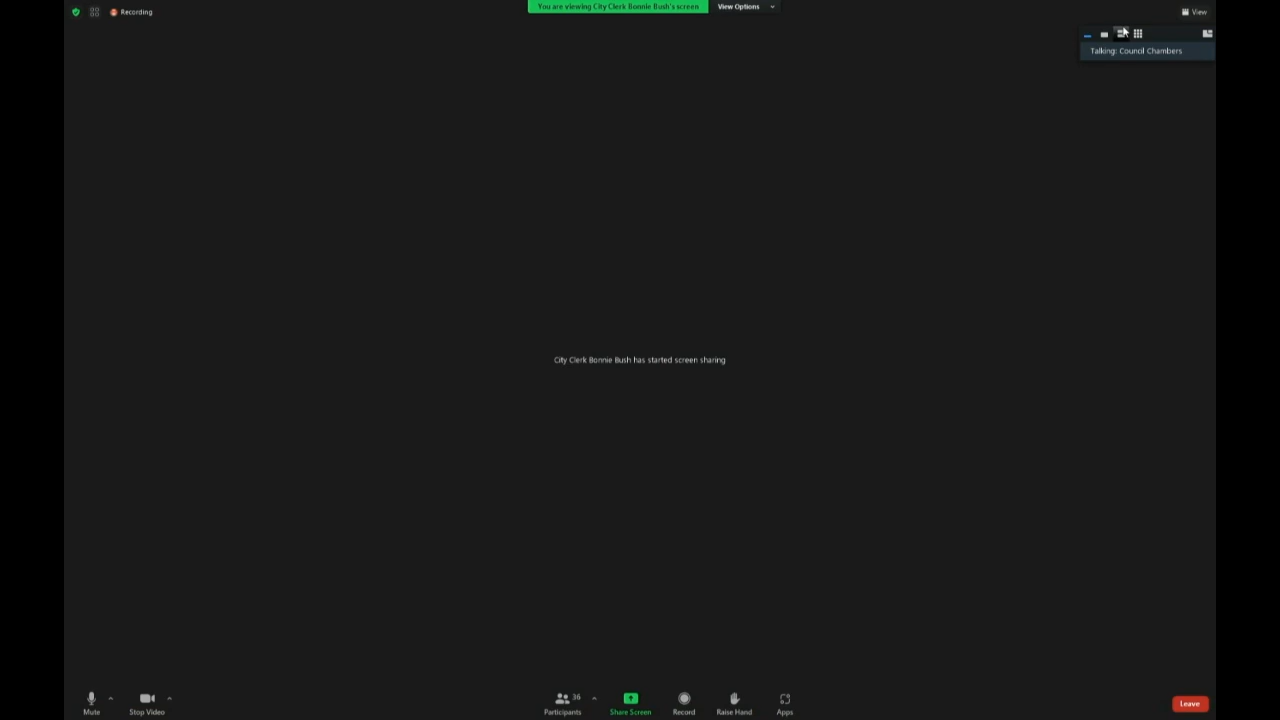 Recording
You are viewing City Clerk Bonnie Bush's screen
View Options
View
Talking: Council Chambers
City Clerk Bonnie Bush has started screen sharing
Mute
Stop Video
36
Participants
Share Screen
Record
Raise Hand
Apps
Leave